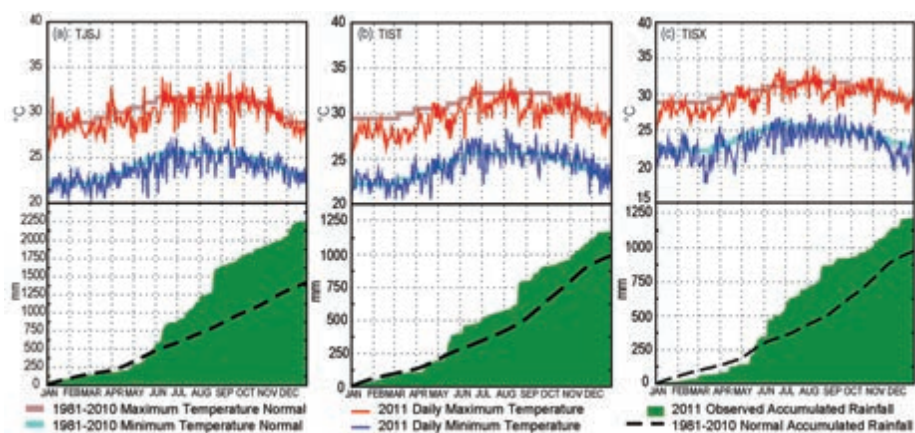 40
35
30
25
20
°C
(a): TJSJ
2250
2000
1750
1500
1250
1000
750
500
250
0
mm
JAN FEB MAR APR MAY JUN JUL AUG SEP OCT NOV DEC
40
35
30
25
20
°C
(b): TIST
1250
1000
750
500
250
0
mm
JAN FEB MAR APR MAY JUN JUL AUG SEP OCT NOV DEC
40
35
30
25
20
15
°C
(c): TISX
1250
1000
750
500
250
0
mm
JAN FEB MAR APR MAY JUN JUL AUG SEP OCT NOV DEC
1981-2010 Maximum Temperature Normal
1981-2010 Minimum Temperature Normal
2011 Daily Maximum Temperature
2011 Daily Minimum Temperature
2011 Observed Accumulated Rainfall
1981-2010 Normal Accumulated Rainfall